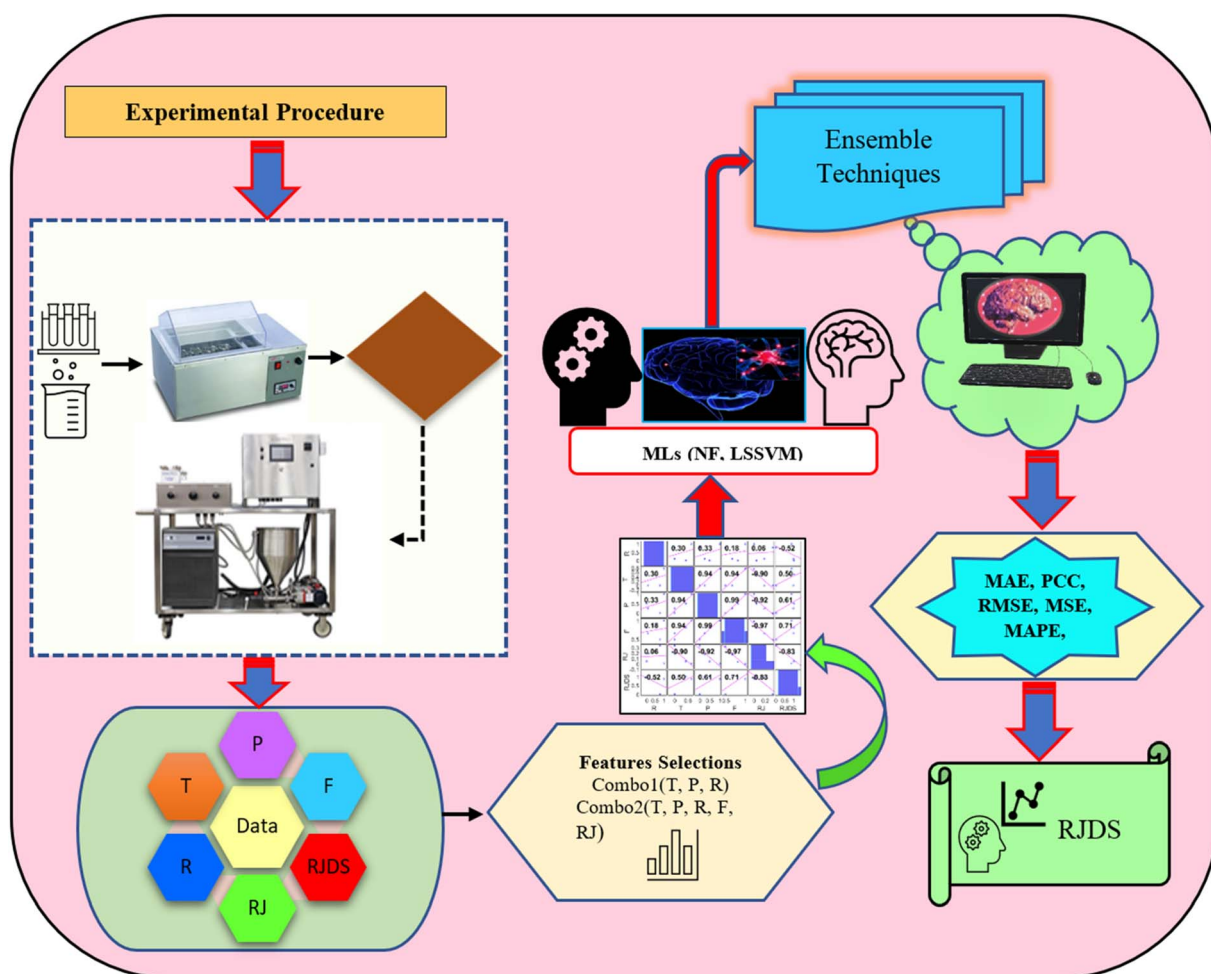 Experimental Procedure
Ensemble
Techniques
MLs (NF, LSSVM)
MAE, PCC,
RMSE, MSE,
MAPE,
R 0.30 0.33 0.18 0.06 -0.52
T 0.30 0.94 0.94 -0.90 0.50
P 0.33 0.94 0.99 -0.92 0.61
F 0.18 0.94 0.99 -0.97 0.71
RJ 0.06 -0.90 -0.92 -0.97 -0.83
RJDS -0.52 0.50 0.61 0.71 -0.83
R T P F RJ RJDS
P
T
F
Data
R
RJDS
RJ
Features Selections
Combo1(T, P, R)
Combo2(T, P, R, F,
RJ)
RJDS